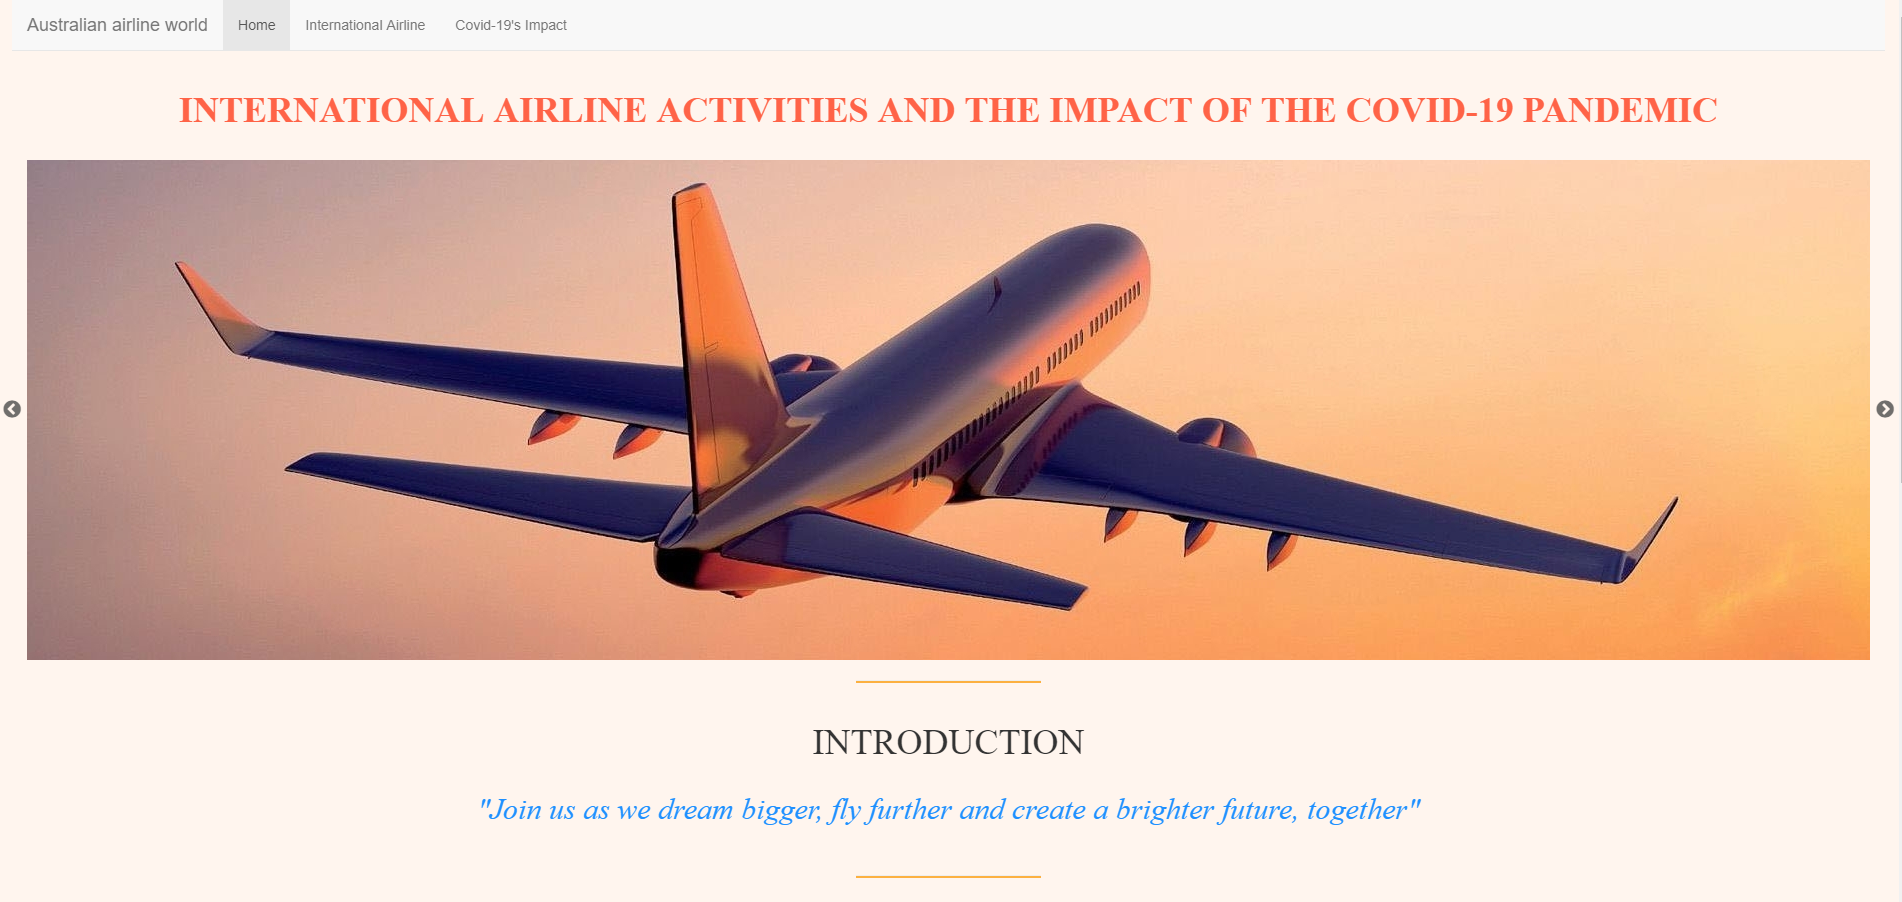 Australian airline world Home International Airline Covid-19's Impact
INTERNATIONAL AIRLINE ACTIVITIES AND THE IMPACT OF THE COVID-19 PANDEMIC
INTRODUCTION
"Join us as we dream bigger, fly further and create a brighter future, together"